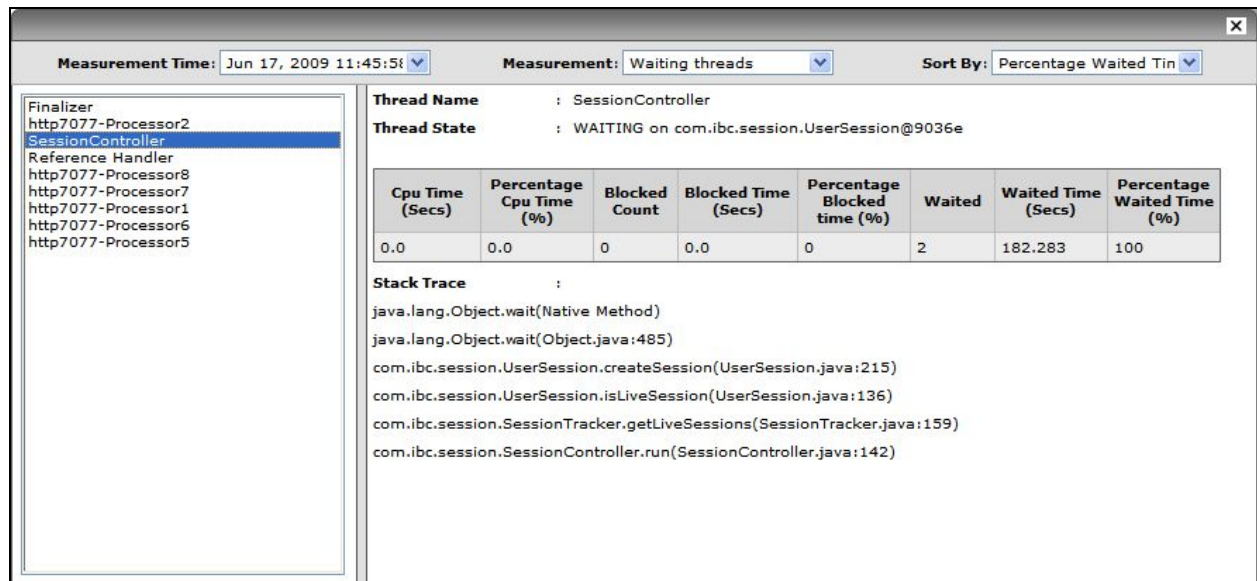 Measurement Time: Jun 17, 2009 11:45:58 Measurement: Waiting threads Sort By: Percentage Waited Tin
Finalizer
http7077-Processor2
SessionController
Reference Handler
http7077-Processor8
http7077-Processor7
http7077-Processor1
http7077-Processor6
http7077-Processor5
Thread Name : SessionController
Thread State : WAITING on com.ibc.session.UserSession@9036e
Cpu Time (Secs) Percentage Cpu Time (%) Blocked Count Blocked Time (Secs) Percentage Blocked time (%) Waited Waited Time (Secs) Percentage Waited Time (%)
0.0 0.0 0 0.0 0 2 182.283 100
Stack Trace :
java.lang.Object.wait(Native Method)
java.lang.Object.wait(Object.java:485)
com.ibc.session.UserSession.createSession(UserSession.java:215)
com.ibc.session.UserSession.isLiveSession(UserSession.java:136)
com.ibc.session.SessionTracker.getLiveSessions(SessionTracker.java:159)
com.ibc.session.SessionController.run(SessionController.java:142)